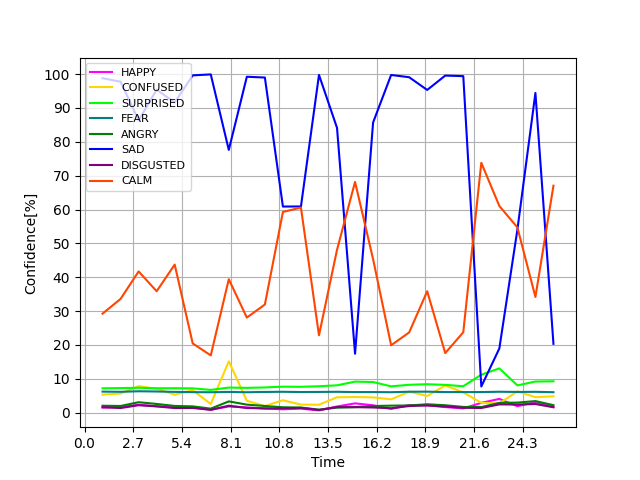 100
90
80
70
60
50
40
30
20
10
0
Confidence[%]
HAPPY
CONFUSED
SURPRISED
FEAR
ANGRY
SAD
DISGUSTED
CALM
0.0 2.7 5.4 8.1 10.8 13.5 16.2 18.9 21.6 24.3
Time